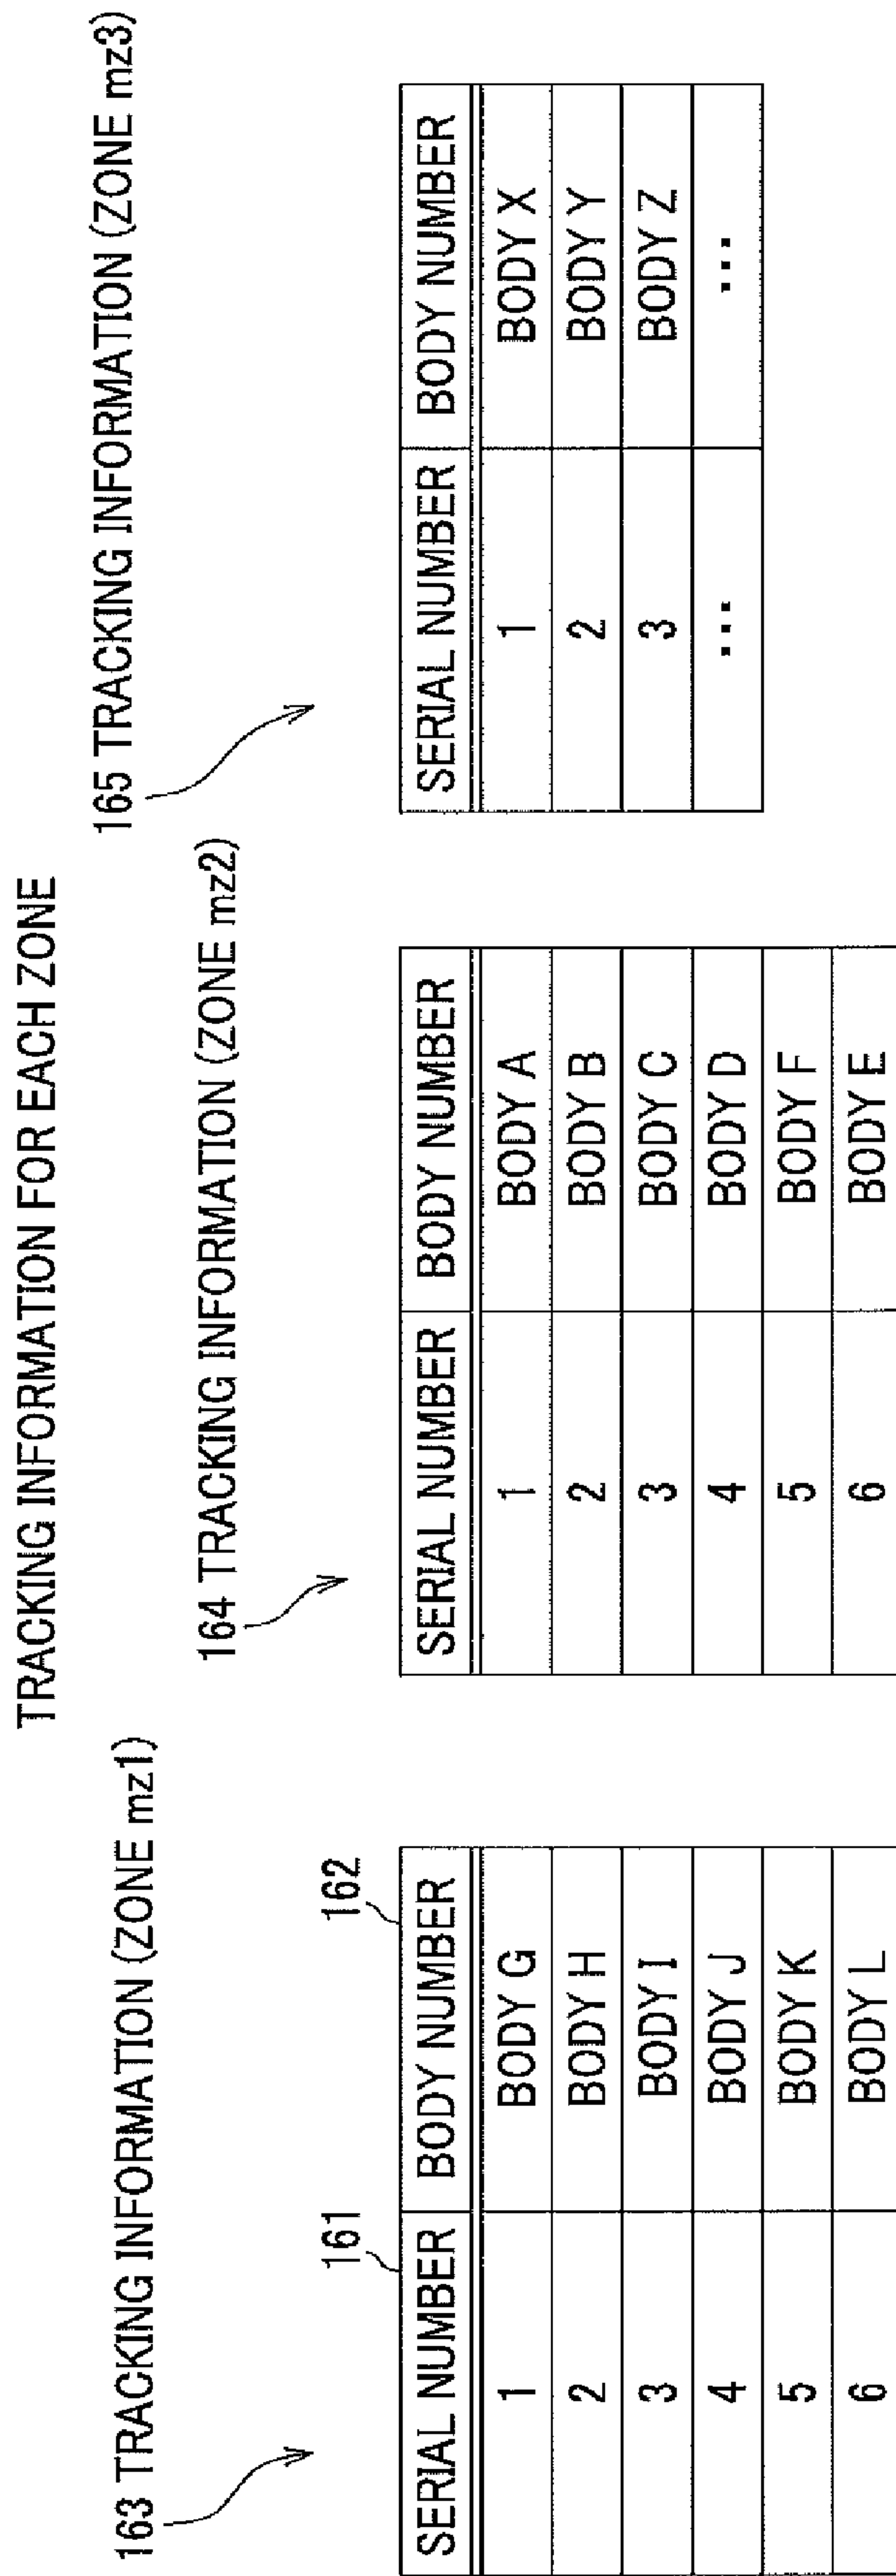 TRACKING INFORMATION FOR EACH ZONE
163 TRACKING INFORMATION (ZONE mz1)
161
162
SERIAL NUMBER BODY NUMBER
1 BODY G
2 BODY H
3 BODY I
4 BODY J
5 BODY K
6 BODY L
164 TRACKING INFORMATION (ZONE mz2)
SERIAL NUMBER BODY NUMBER
1 BODY A
2 BODY B
3 BODY C
4 BODY D
5 BODY F
6 BODY E
165 TRACKING INFORMATION (ZONE mz3)
SERIAL NUMBER BODY NUMBER
1 BODY X
2 BODY Y
3 BODY Z
... ...